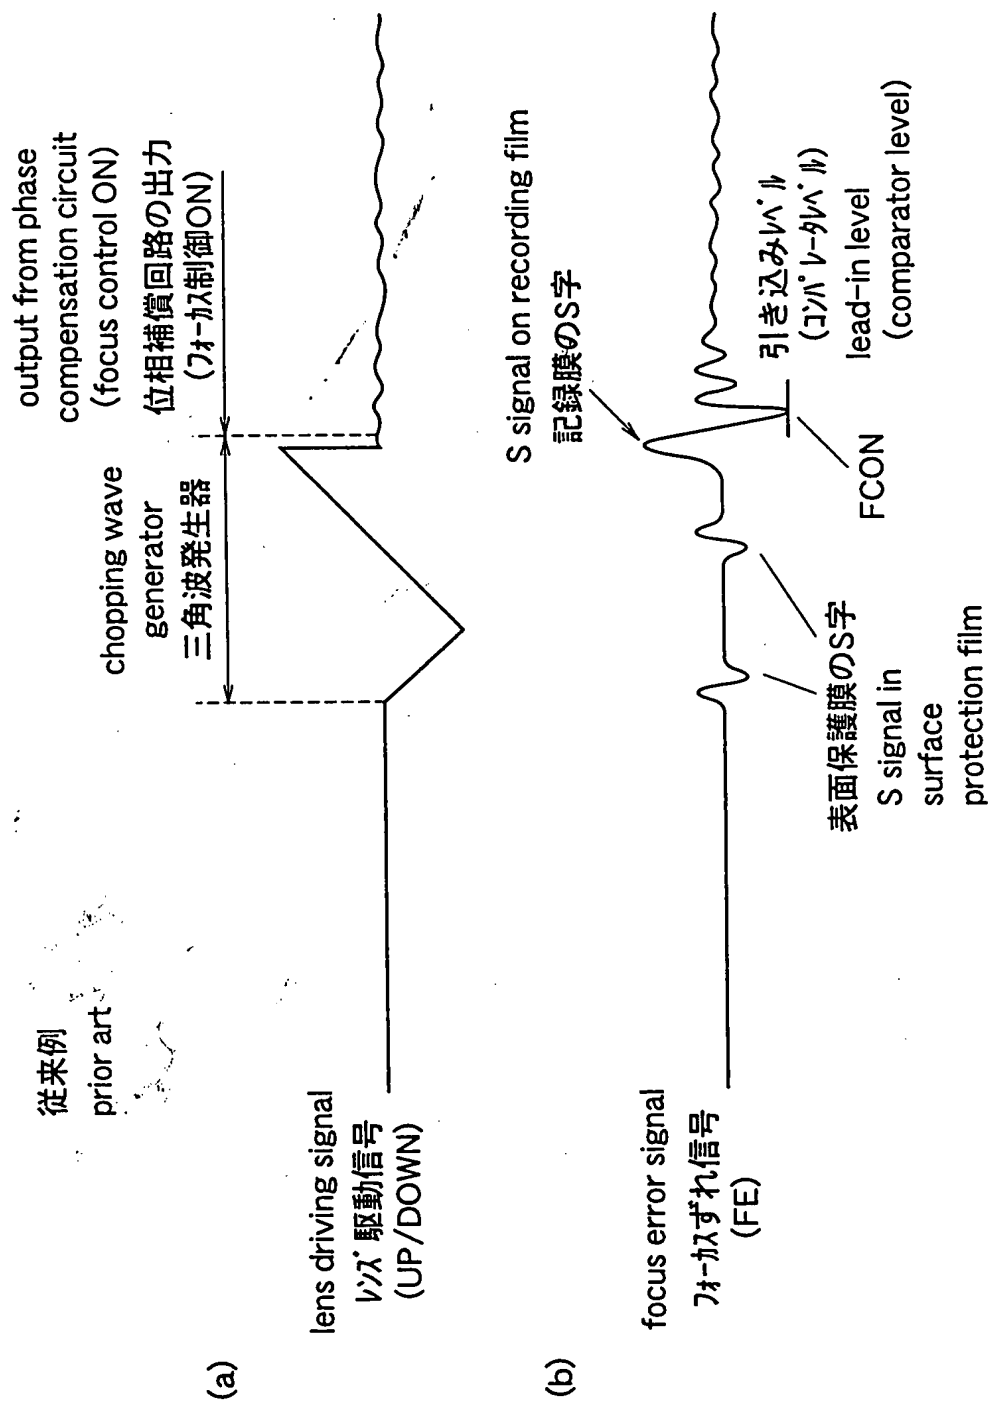 従来例
prior art
output from phase
compensation circuit
(focus control ON)
位相補償回路の出力
(ﾌｫｰｶｽ制御ON)
chopping wave
generator
三角波発生器
(a)
lens driving signal
ﾚﾝｽﾞ駆動信号
(UP/DOWN)
S signal on recording film
記録膜のS字
(b)
focus error signal
ﾌｫｰｶｽずれ信号
(FE)
引き込みﾚﾍﾞﾙ
(ｺﾝﾊﾟﾚｰﾀﾚﾍﾞﾙ)
lead-in level
(comparator level)
FCON
表面保護膜のS字
S signal in
surface
protection film